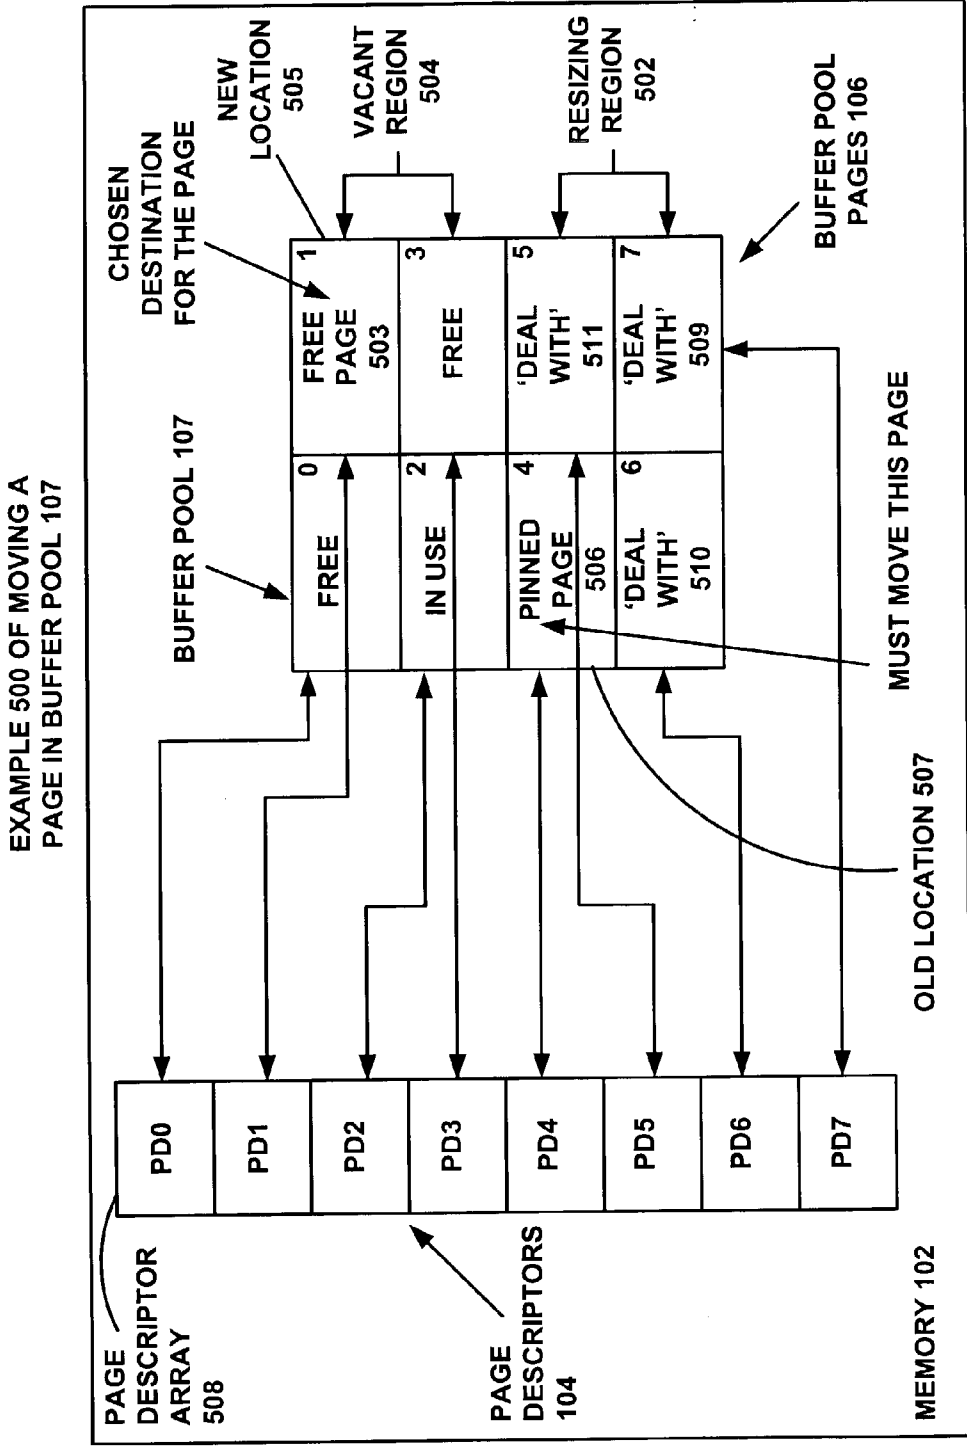 EXAMPLE 500 OF MOVING A
PAGE IN BUFFER POOL 107
PAGE
DESCRIPTOR
ARRAY
508
PD0
PD1
PD2
PD3
PD4
PD5
PD6
PD7
PAGE
DESCRIPTORS
104
MEMORY 102
BUFFER POOL 107
CHOSEN
DESTINATION
FOR THE PAGE
NEW
LOCATION
505
VACANT
REGION
504
RESIZING
REGION
502
BUFFER POOL
PAGES 106
0
FREE
1
FREE
PAGE
503
2
IN USE
3
FREE
4
PINNED
PAGE
506
5
'DEAL
WITH'
511
6
'DEAL
WITH'
510
7
'DEAL
WITH'
509
MUST MOVE THIS PAGE
OLD LOCATION 507